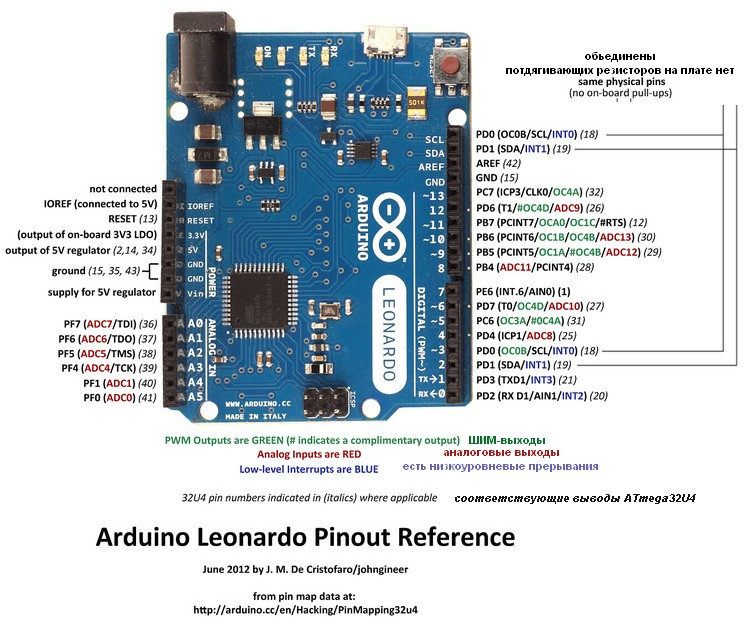 обьединены
потдягивающих резисторов на плате нет
same physical pins
(no on-board pull-ups)
ON
L
TX
RX
RESET
501K
M7
SCL
SDA
AREF
GND
~13
12
~11
~10
~9
8
7
~6
~5
4
~3
2
TX→1
RX←0
DIGITAL (PWM~)
ARDUINO
LEONARDO
IOREF
RESET
3.3V
5V
GND
GND
Vin
POWER
A0
A1
A2
A3
A4
A5
ANALOG IN
WWW.ARDUINO.CC
MADE IN ITALY
ICSP
not connected
IOREF (connected to 5V)
RESET (13)
(output of on-board 3V3 LDO)
output of 5V regulator (2,14, 34)
ground (15, 35, 43)
supply for 5V regulator
PF7 (ADC7/TDI) (36)
PF6 (ADC6/TDO) (37)
PF5 (ADC5/TMS) (38)
PF4 (ADC4/TCK) (39)
PF1 (ADC1) (40)
PF0 (ADC0) (41)
PD0 (OC0B/SCL/INT0) (18)
PD1 (SDA/INT1) (19)
AREF (42)
GND (15)
PC7 (ICP3/CLK0/OC4A) (32)
PD6 (T1/#OC4D/ADC9) (26)
PB7 (PCINT7/OCA0/OC1C/#RTS) (12)
PB6 (PCINT6/OC1B/OC4B/ADC13) (30)
PB5 (PCINT5/OC1A/#OC4B/ADC12) (29)
PB4 (ADC11/PCINT4) (28)
PE6 (INT.6/AIN0) (1)
PD7 (T0/OC4D/ADC10) (27)
PC6 (OC3A/#0C4A) (31)
PD4 (ICP1/ADC8) (25)
PD0 (OC0B/SCL/INT0) (18)
PD1 (SDA/INT1) (19)
PD3 (TXD1/INT3) (21)
PD2 (RX D1/AIN1/INT2) (20)
PWM Outputs are GREEN (# indicates a complimentary output) ШИМ-выходы
Analog Inputs are RED аналоговые выходы
Low-level Interrupts are BLUE есть низкоуровневые прерывания
32U4 pin numbers indicated in (italics) where applicable соответствующие выводы ATmega32U4
Arduino Leonardo Pinout Reference
June 2012 by J. M. De Cristofaro/johngineer
from pin map data at:
http://arduino.cc/en/Hacking/PinMapping32u4